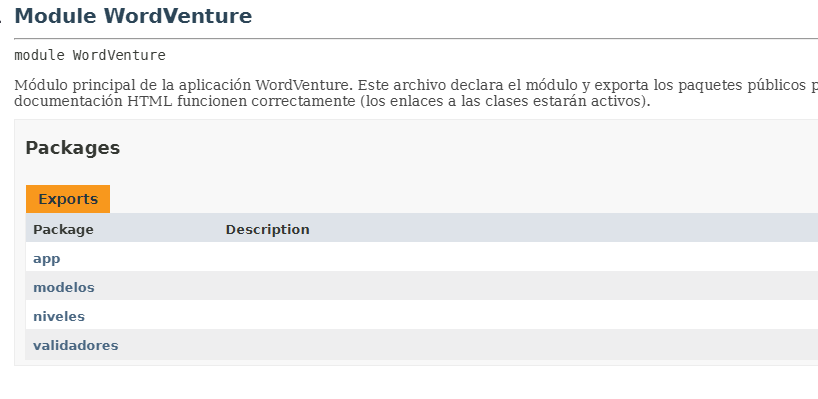 Module WordVenture
module WordVenture
Módulo principal de la aplicación WordVenture. Este archivo declara el módulo y exporta los paquetes públicos
documentación HTML funcionen correctamente (los enlaces a las clases estarán activos).
Packages
Exports
Package Description
app
modelos
niveles
validadores